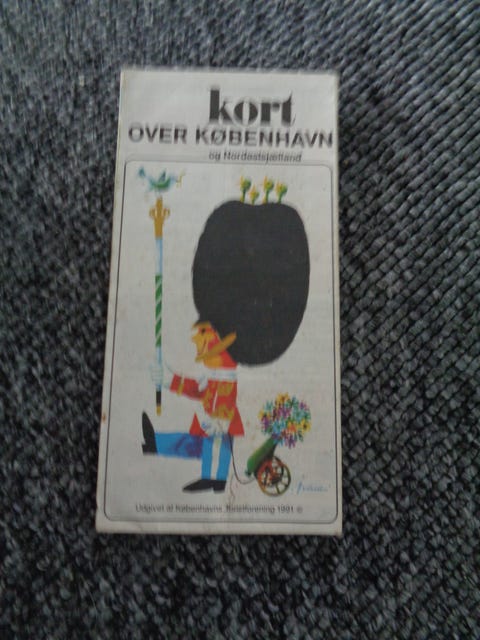 kort
OVER KØBENHAVN
og Nordøstsjælland
Udgivet af Københavns Turistforening 1991 ©